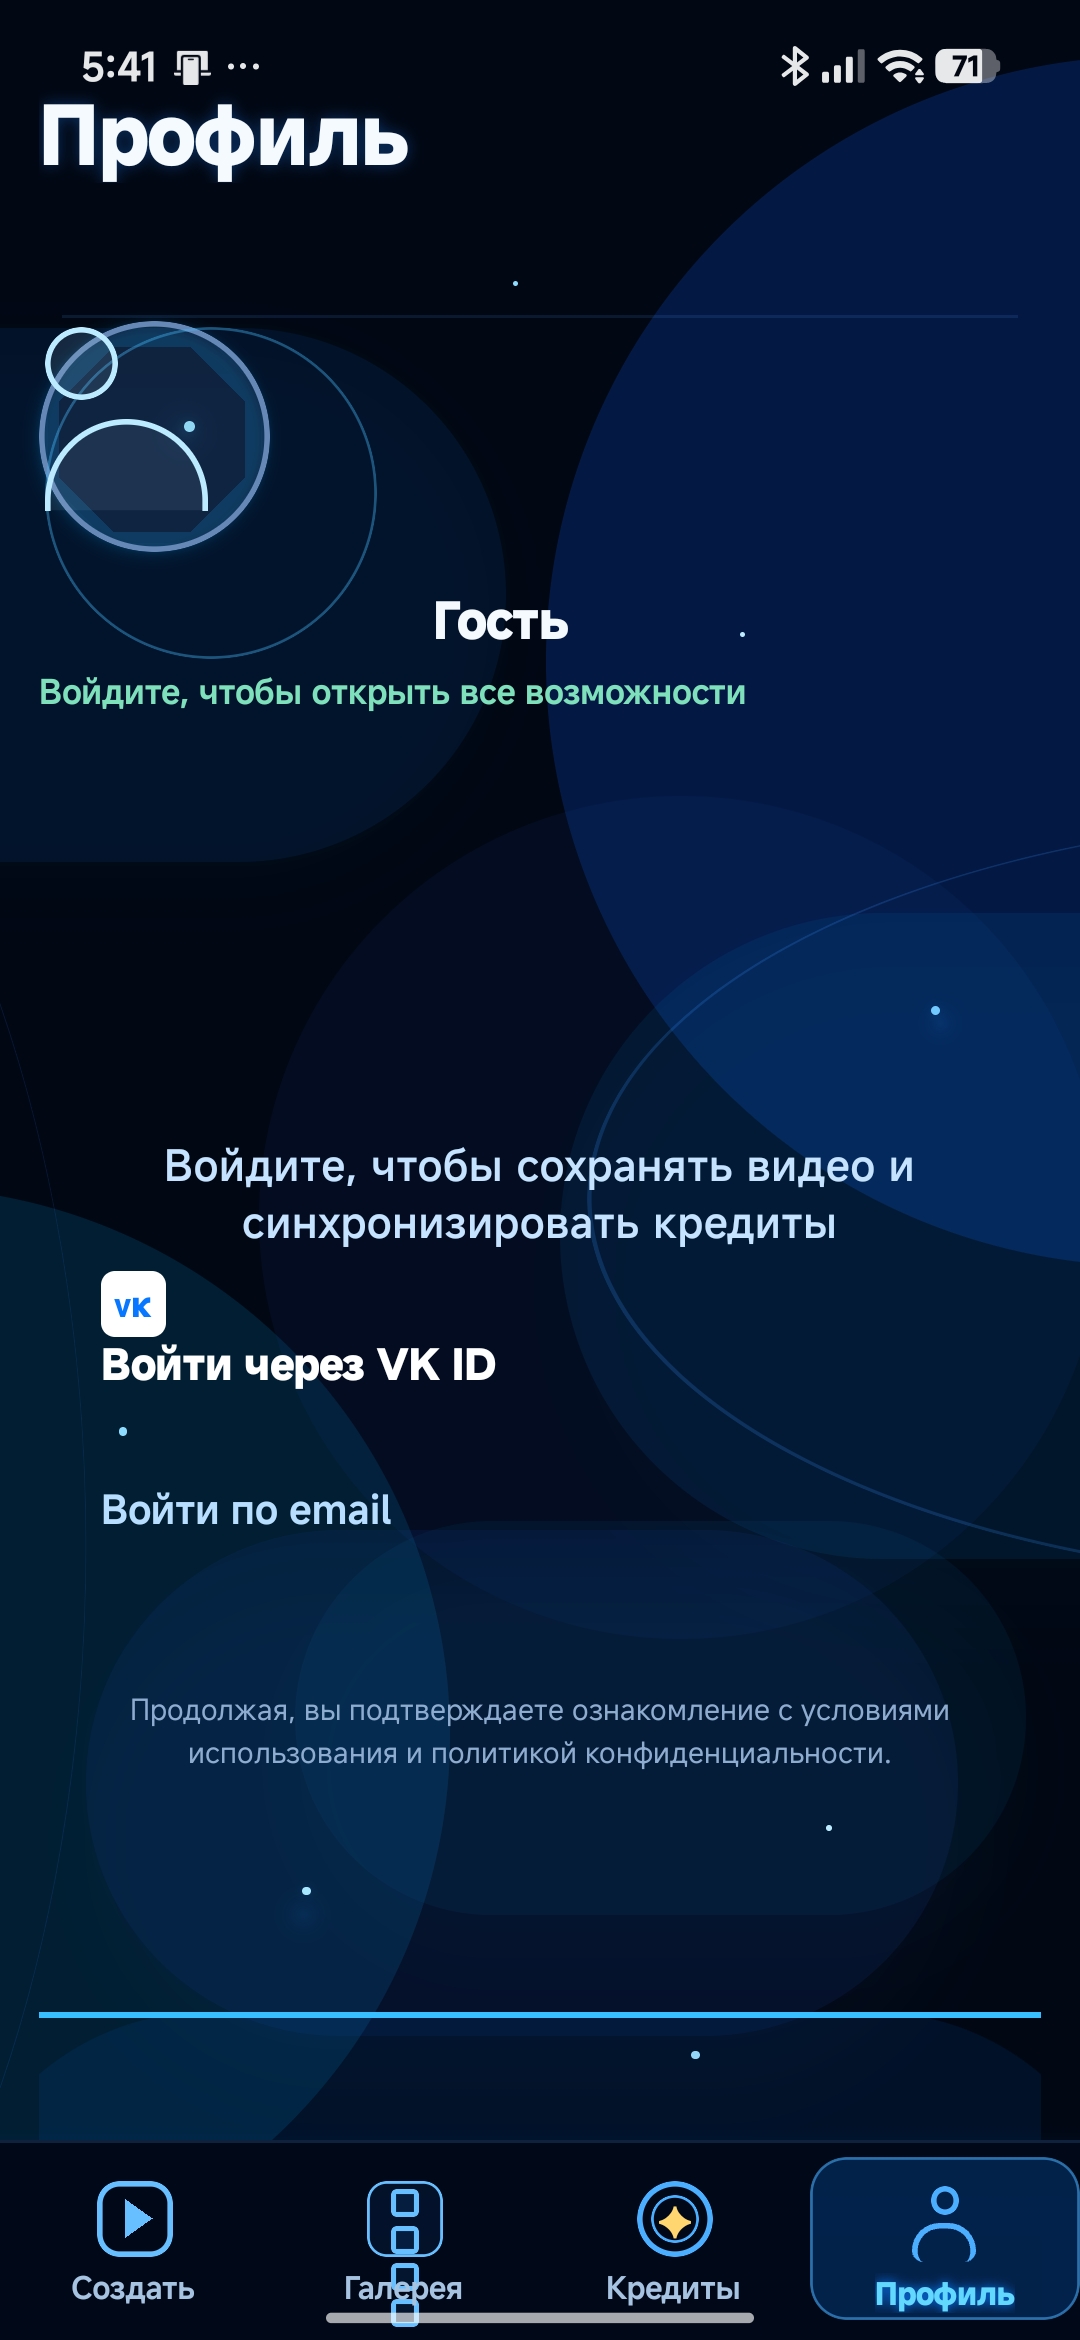 5:41 ... 71
Профиль
Гость
Войдите, чтобы открыть все возможности
Войдите, чтобы сохранять видео и
синхронизировать кредиты
VK
Войти через VK ID
Войти по email
Продолжая, вы подтверждаете ознакомление с условиями
использования и политикой конфиденциальности.
Создать Галерея Кредиты Профиль